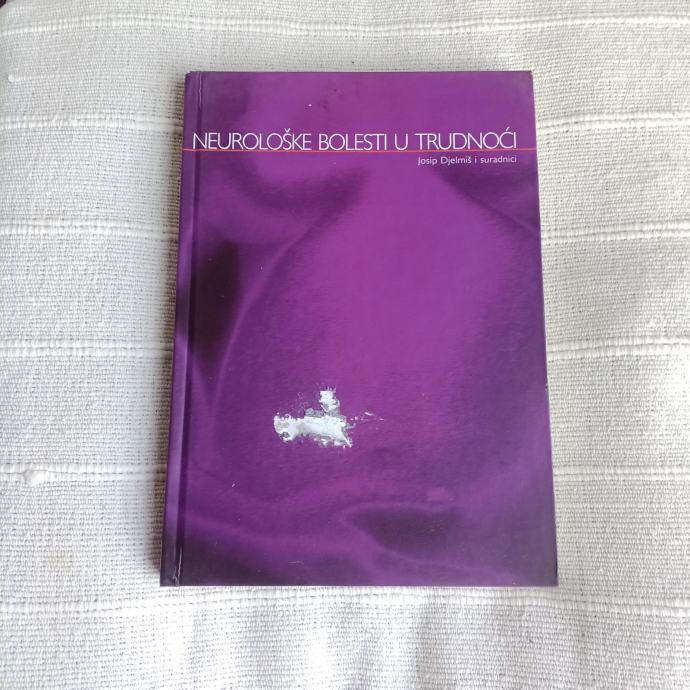 NEUROLOŠKE BOLESTI U TRUDNOĆI
Josip Djelmiš i suradnici